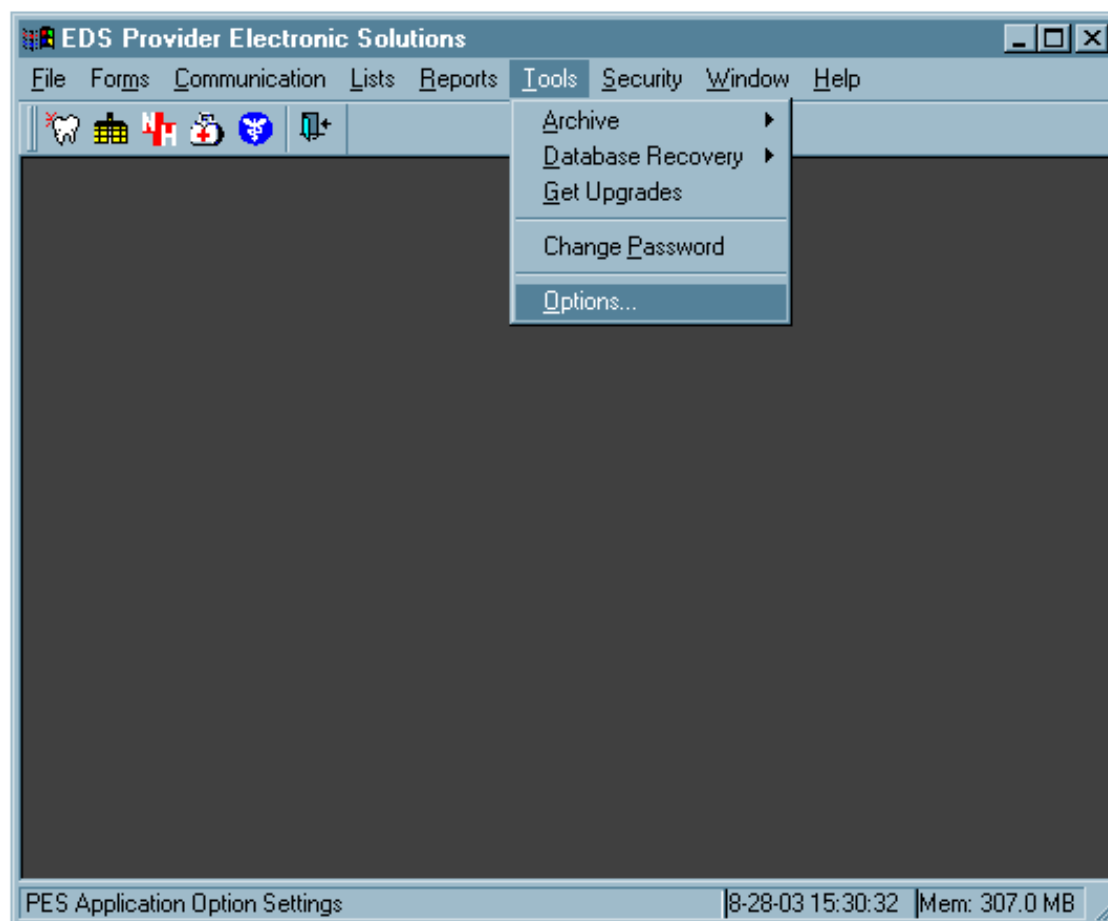 EDS Provider Electronic Solutions
File Forms Communication Lists Reports Tools Security Window Help
Archive
Database Recovery
Get Upgrades
Change Password
Options...
PES Application Option Settings 8-28-03 15:30:32 Mem: 307.0 MB